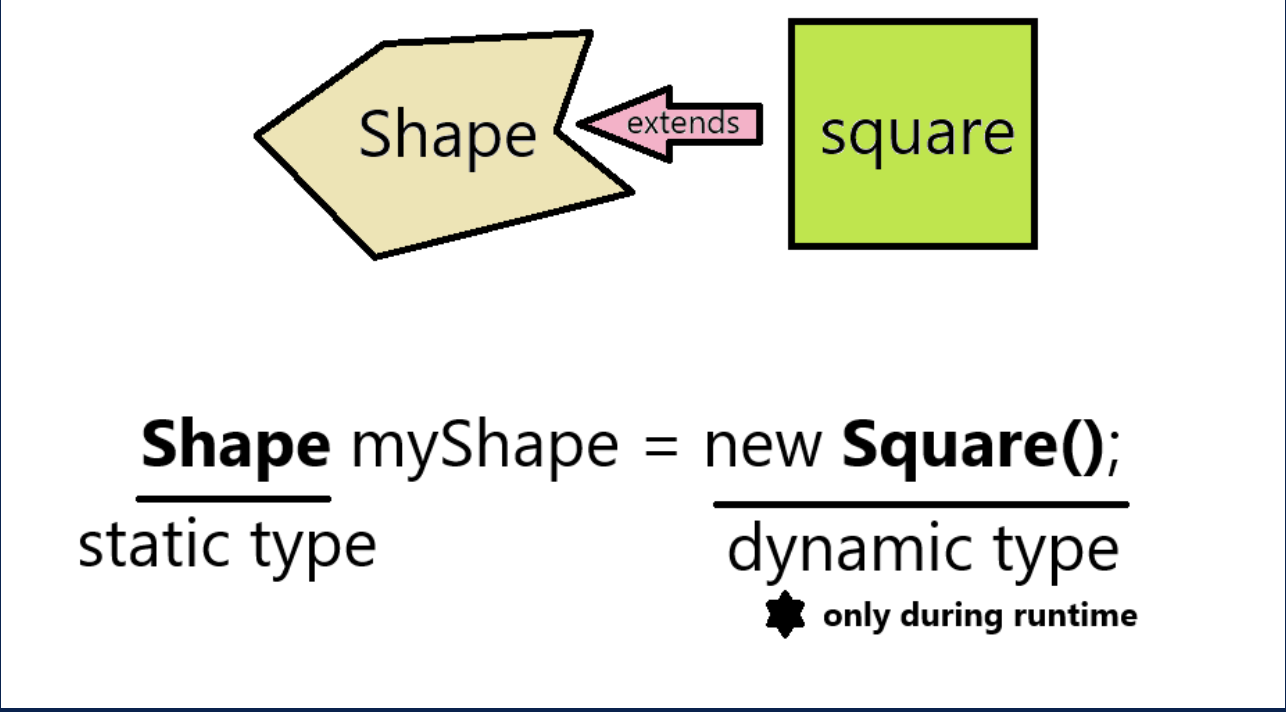 Shape
extends
square
Shape myShape = new Square();
static type
dynamic type
only during runtime